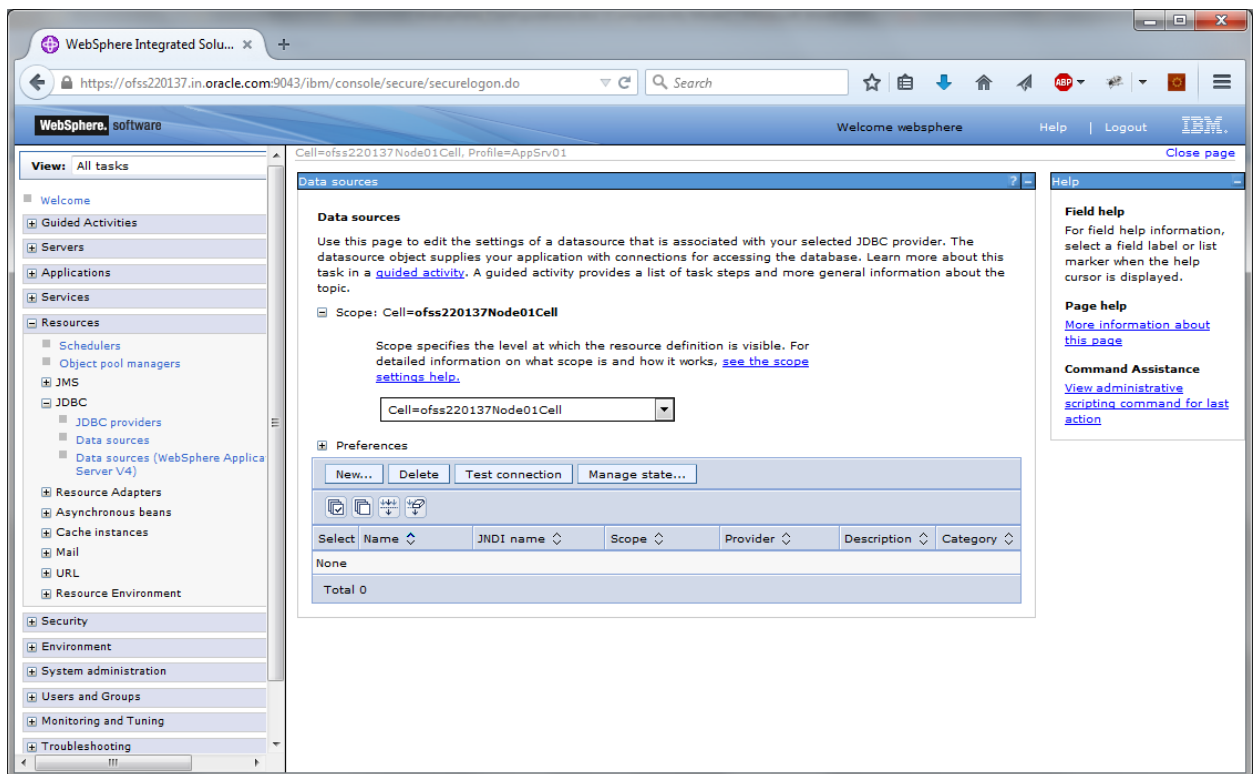 WebSphere Integrated Solu...
https://ofss220137.in.oracle.com:9043/ibm/console/secure/securelogon.do
Search
ABP
WebSphere. software
Welcome websphere
Help | Logout
IBM.
View: All tasks
Welcome
Guided Activities
Servers
Applications
Services
Resources
Schedulers
Object pool managers
JMS
JDBC
JDBC providers
Data sources
Data sources (WebSphere Applica
Server V4)
Resource Adapters
Asynchronous beans
Cache instances
Mail
URL
Resource Environment
Security
Environment
System administration
Users and Groups
Monitoring and Tuning
Troubleshooting
Cell=ofss220137Node01Cell, Profile=AppSrv01
Close page
Data sources
?
Data sources
Use this page to edit the settings of a datasource that is associated with your selected JDBC provider. The
datasource object supplies your application with connections for accessing the database. Learn more about this
task in a guided activity. A guided activity provides a list of task steps and more general information about the
topic.
Scope: Cell=ofss220137Node01Cell
Scope specifies the level at which the resource definition is visible. For
detailed information on what scope is and how it works, see the scope
settings help.
Cell=ofss220137Node01Cell
Preferences
New... Delete Test connection Manage state...
Select Name JNDI name Scope Provider Description Category
None
Total 0
Help
Field help
For field help information,
select a field label or list
marker when the help
cursor is displayed.
Page help
More information about
this page
Command Assistance
View administrative
scripting command for last
action